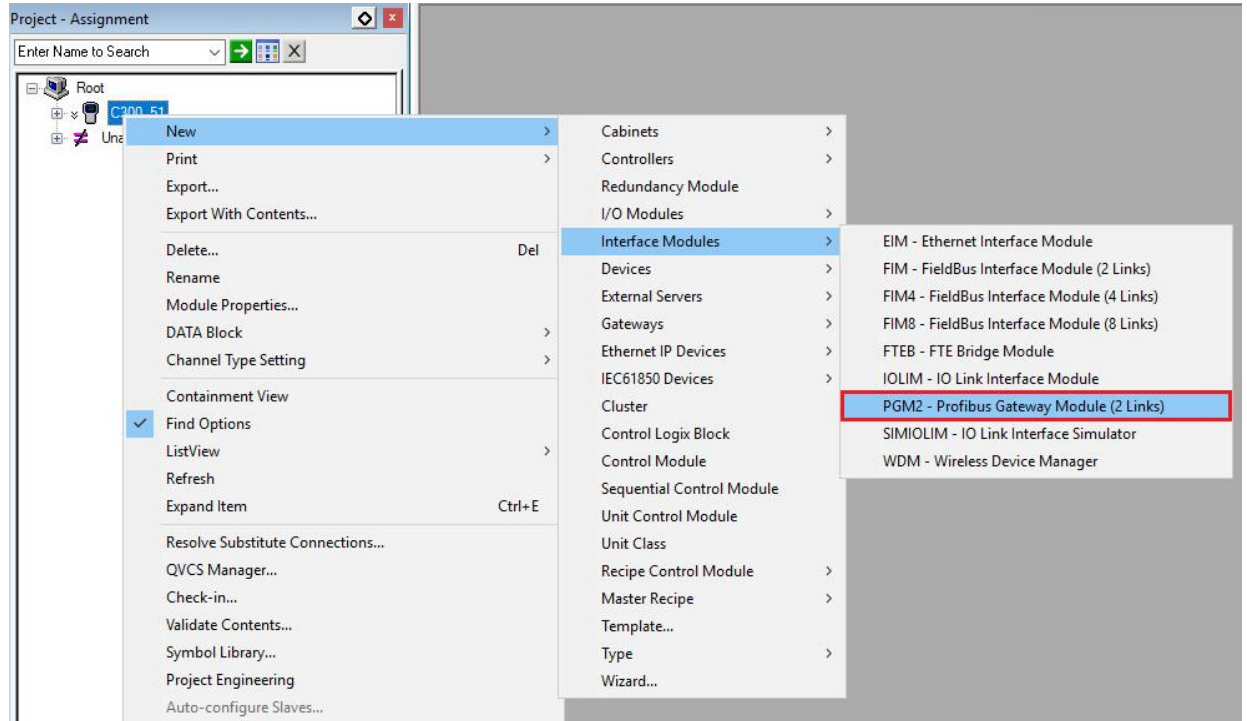 Project - Assignment
Enter Name to Search
Root
C300_51
Una
New
Print
Export...
Export With Contents...
Delete... Del
Rename
Module Properties...
DATA Block
Channel Type Setting
Containment View
Find Options
ListView
Refresh
Expand Item Ctrl+E
Resolve Substitute Connections...
QVCS Manager...
Check-in...
Validate Contents...
Symbol Library...
Project Engineering
Auto-configure Slaves...
Cabinets
Controllers
Redundancy Module
I/O Modules
Interface Modules
Devices
External Servers
Gateways
Ethernet IP Devices
IEC61850 Devices
Cluster
Control Logix Block
Control Module
Sequential Control Module
Unit Control Module
Unit Class
Recipe Control Module
Master Recipe
Template...
Type
Wizard...
EIM - Ethernet Interface Module
FIM - FieldBus Interface Module (2 Links)
FIM4 - FieldBus Interface Module (4 Links)
FIM8 - FieldBus Interface Module (8 Links)
FTEB - FTE Bridge Module
IOLIM - IO Link Interface Module
PGM2 - Profibus Gateway Module (2 Links)
SIMIOLIM - IO Link Interface Simulator
WDM - Wireless Device Manager